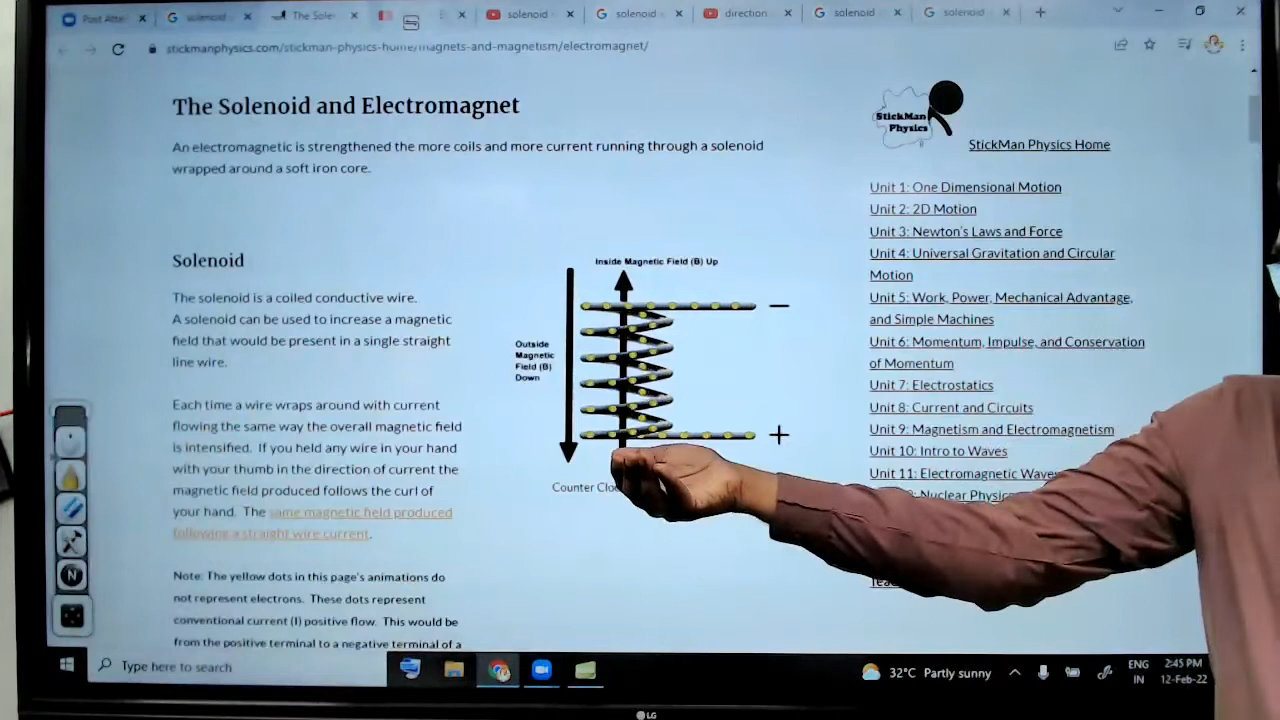 Post Atte
solenoid
The Sole
solenoid
solenoid
direction
solenoid
solenoid
stickmanphysics.com/stickman-physics-home/magnets-and-magnetism/electromagnet/
The Solenoid and Electromagnet
An electromagnetic is strengthened the more coils and more current running through a solenoid
wrapped around a soft iron core.
Solenoid
The solenoid is a coiled conductive wire.
A solenoid can be used to increase a magnetic
field that would be present in a single straight
line wire.
Each time a wire wraps around with current
flowing the same way the overall magnetic field
is intensified. If you held any wire in your hand
with your thumb in the direction of current the
magnetic field produced follows the curl of
your hand. The same magnetic field produced
following a straight wire current.
Note: The yellow dots in this page's animations do
not represent electrons. These dots represent
conventional current (I) positive flow. This would be
from the positive terminal to a negative terminal of a
Inside Magnetic Field (B) Up
−
Outside
Magnetic
Field (B)
Down
+
Counter
StickMan
Physics
StickMan Physics Home
Unit 1: One Dimensional Motion
Unit 2: 2D Motion
Unit 3: Newton's Laws and Force
Unit 4: Universal Gravitation and Circular
Motion
Unit 5: Work, Power, Mechanical Advantage,
and Simple Machines
Unit 6: Momentum, Impulse, and Conservation
of Momentum
Unit 7: Electrostatics
Unit 8: Current and Circuits
Unit 9: Magnetism and Electromagnetism
Unit 10: Intro to Waves
Unit 11: Electromagnetic Waves
Nuclear Physics
N
Type here to search
32°C Partly sunny
ENG
IN
2:45 PM
12-Feb-22
LG